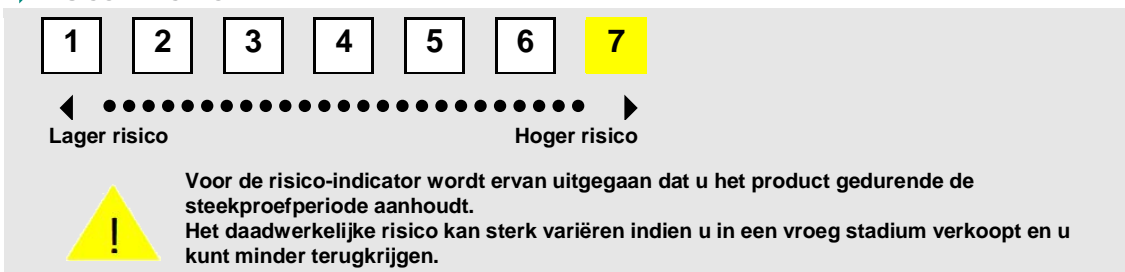 1 2 3 4 5 6 7
Lager risico Hoger risico
Voor de risico-indicator wordt ervan uitgegaan dat u het product gedurende de
steekproefperiode aanhoudt.
!
Het daadwerkelijke risico kan sterk variëren indien u in een vroeg stadium verkoopt en u
kunt minder terugkrijgen.